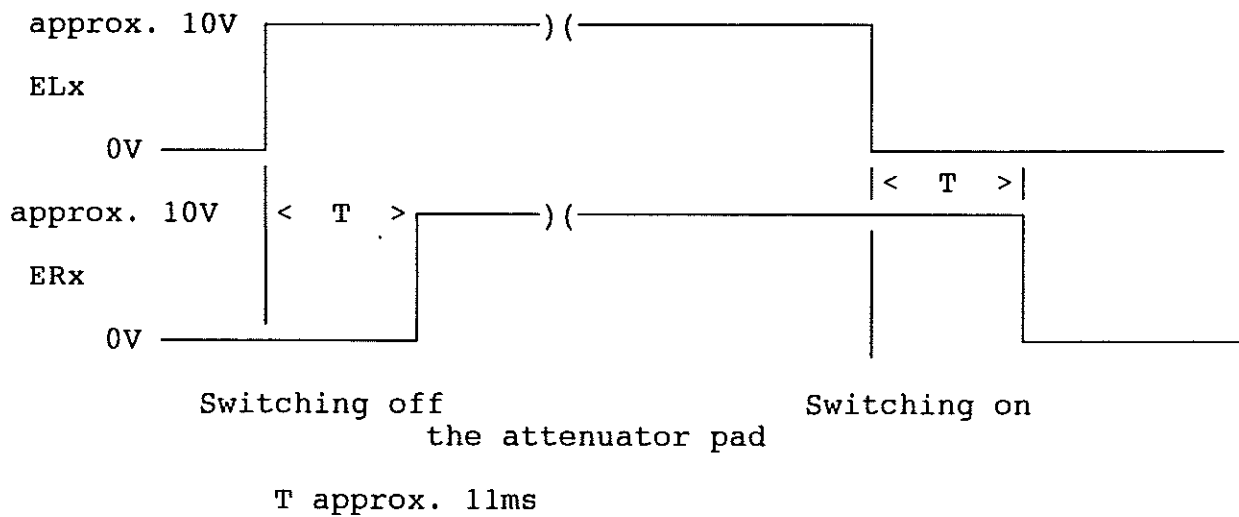 approx. 10V
ELx
0V
< T >
approx. 10V
< T >
ERx
0V
Switching off
Switching on
the attenuator pad
T approx. 11ms